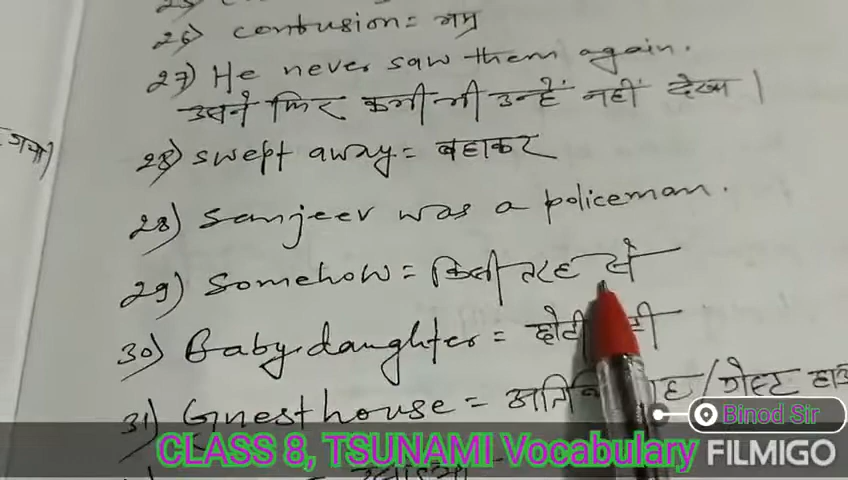 26) confusion = भ्रम
27) He never saw them again.
उसने फिर कभी भी उन्हें नहीं देखा।
28) swept away = बहाकर
28) Sanjeev was a policeman.
29) Somehow = किसी तरह से
30) Baby daughter = छोटी
31) Guesthouse = गेस्ट
Binod Sir
CLASS 8, TSUNAMI Vocabulary
FILMIGO